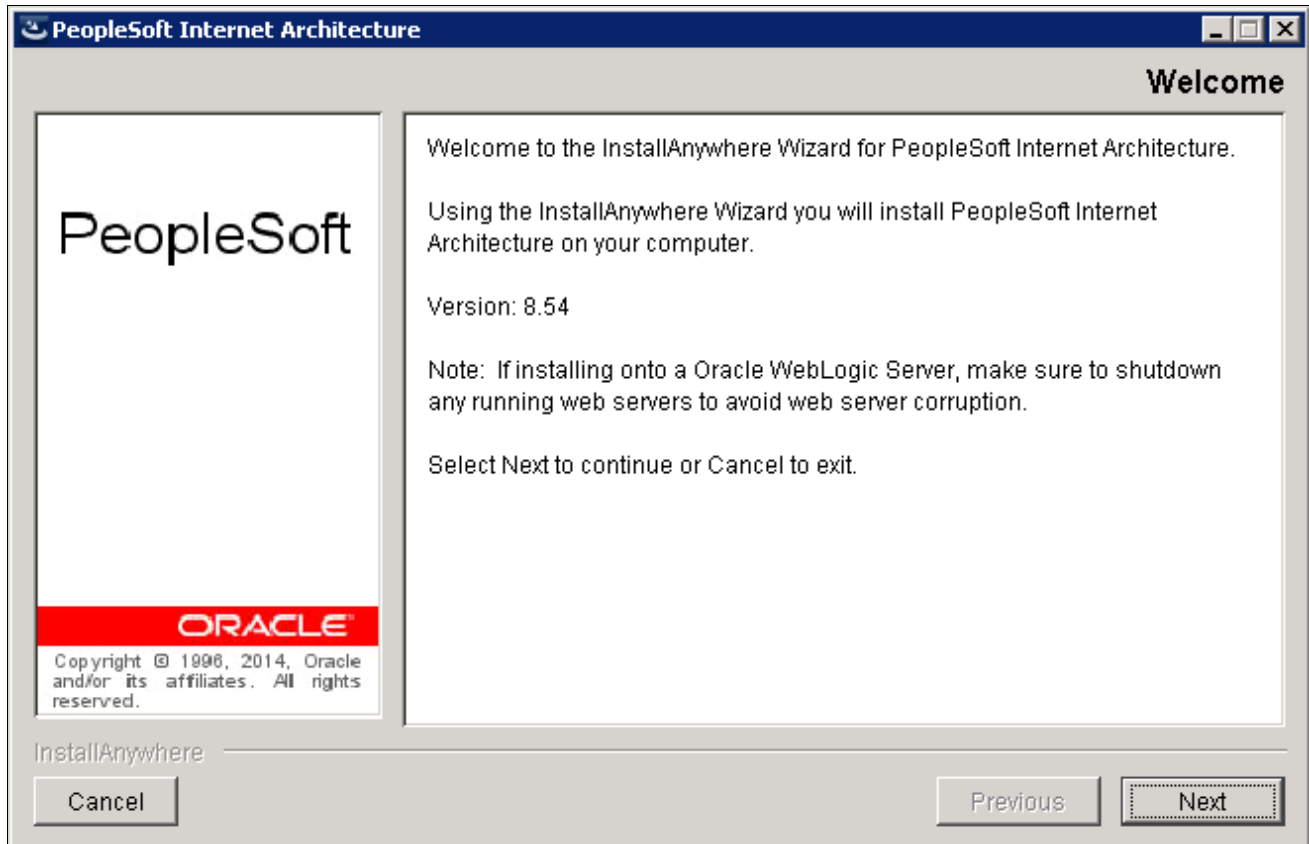 PeopleSoft Internet Architecture
Welcome
PeopleSoft
ORACLE
Copyright © 1996, 2014, Oracle
and/or its affiliates. All rights
reserved.
Welcome to the InstallAnywhere Wizard for PeopleSoft Internet Architecture.
Using the InstallAnywhere Wizard you will install PeopleSoft Internet
Architecture on your computer.
Version: 8.54
Note: If installing onto a Oracle WebLogic Server, make sure to shutdown
any running web servers to avoid web server corruption.
Select Next to continue or Cancel to exit.
InstallAnywhere
Cancel
Previous
Next